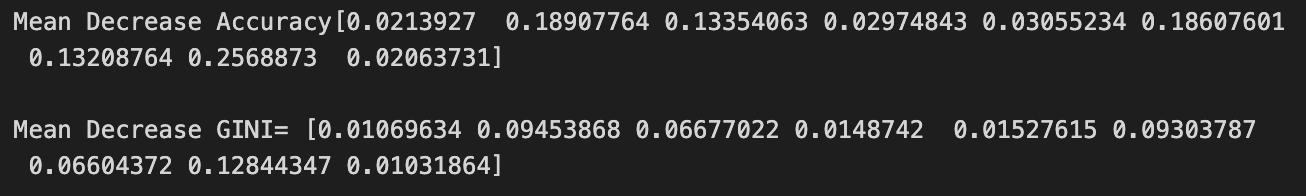 Mean Decrease Accuracy[0.0213927  0.18907764 0.13354063 0.02974843 0.03055234 0.18607601
 0.13208764 0.2568873  0.02063731]
Mean Decrease GINI= [0.01069634 0.09453868 0.06677022 0.0148742  0.01527615 0.09303787
 0.06604372 0.12844347 0.01031864]